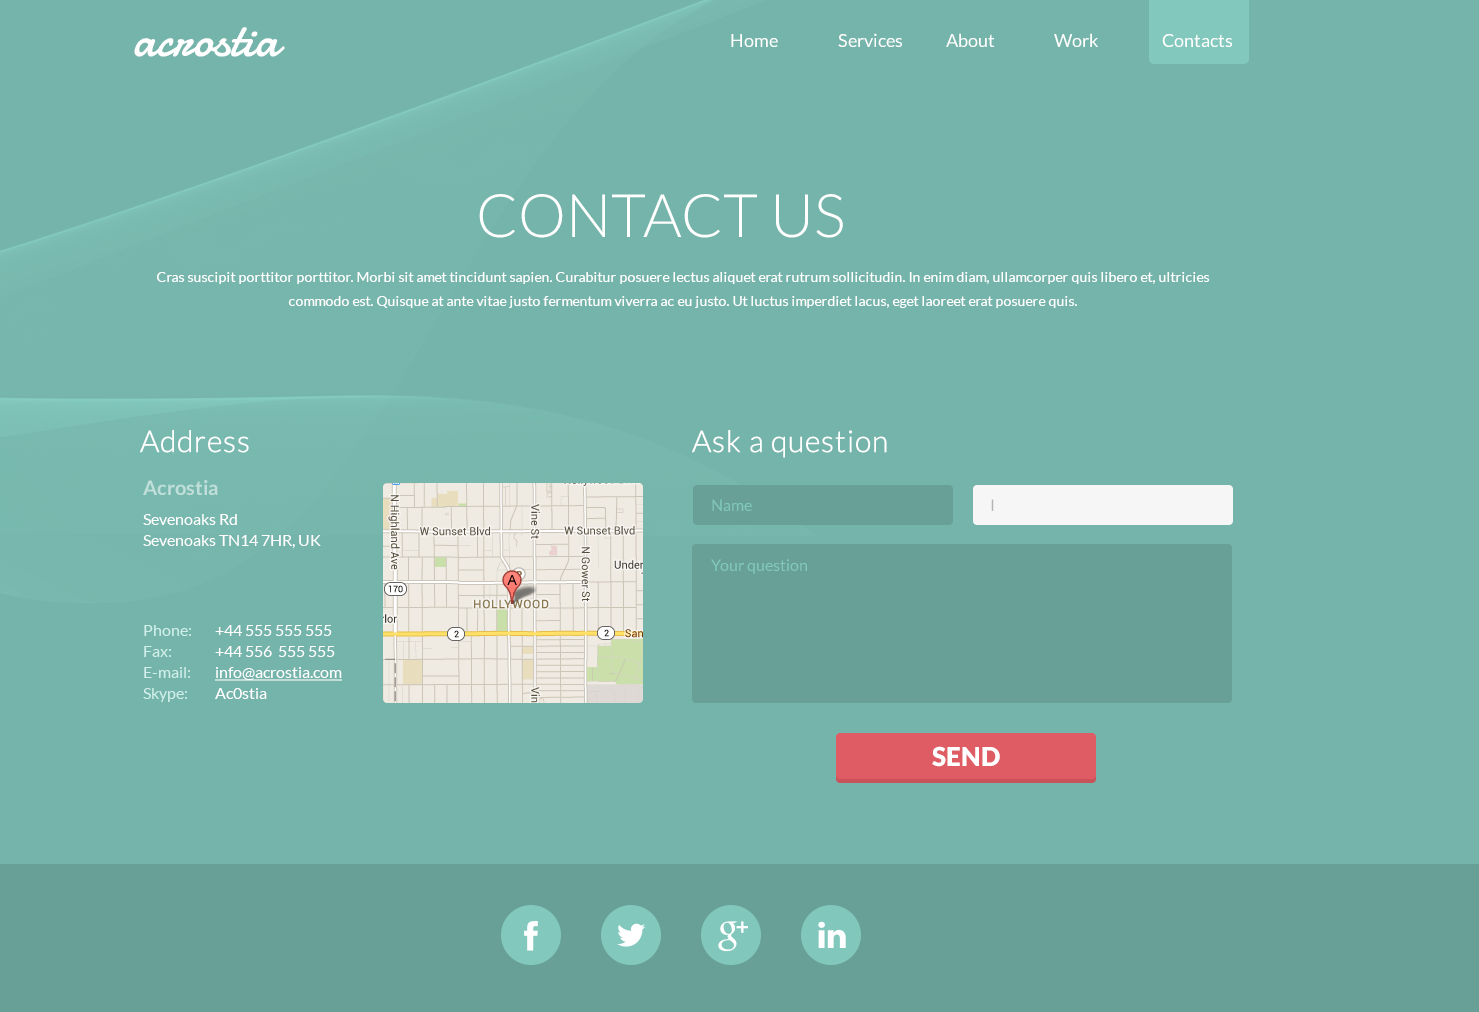 acrostia
Home Services About Work Contacts
CONTACT US
Cras suscipit porttitor porttitor. Morbi sit amet tincidunt sapien. Curabitur posuere lectus aliquet erat rutrum sollicitudin. In enim diam, ullamcorper quis libero et, ultricies
commodo est. Quisque at ante vitae justo fermentum viverra ac eu justo. Ut luctus imperdiet lacus, eget laoreet erat posuere quis.
Address
Acrostia
Sevenoaks Rd
Sevenoaks TN14 7HR, UK
Phone: +44 555 555 555
Fax: +44 556 555 555
E-mail: info@acrostia.com
Skype: Ac0stia
N Highland Ave
W Sunset Blvd
Vine St
W Sunset Blvd
N Gower St
Under
170
A
HOLLYWOOD
lor
2
2
San
Vin
Ask a question
Name
Your question
SEND
f
g+
in